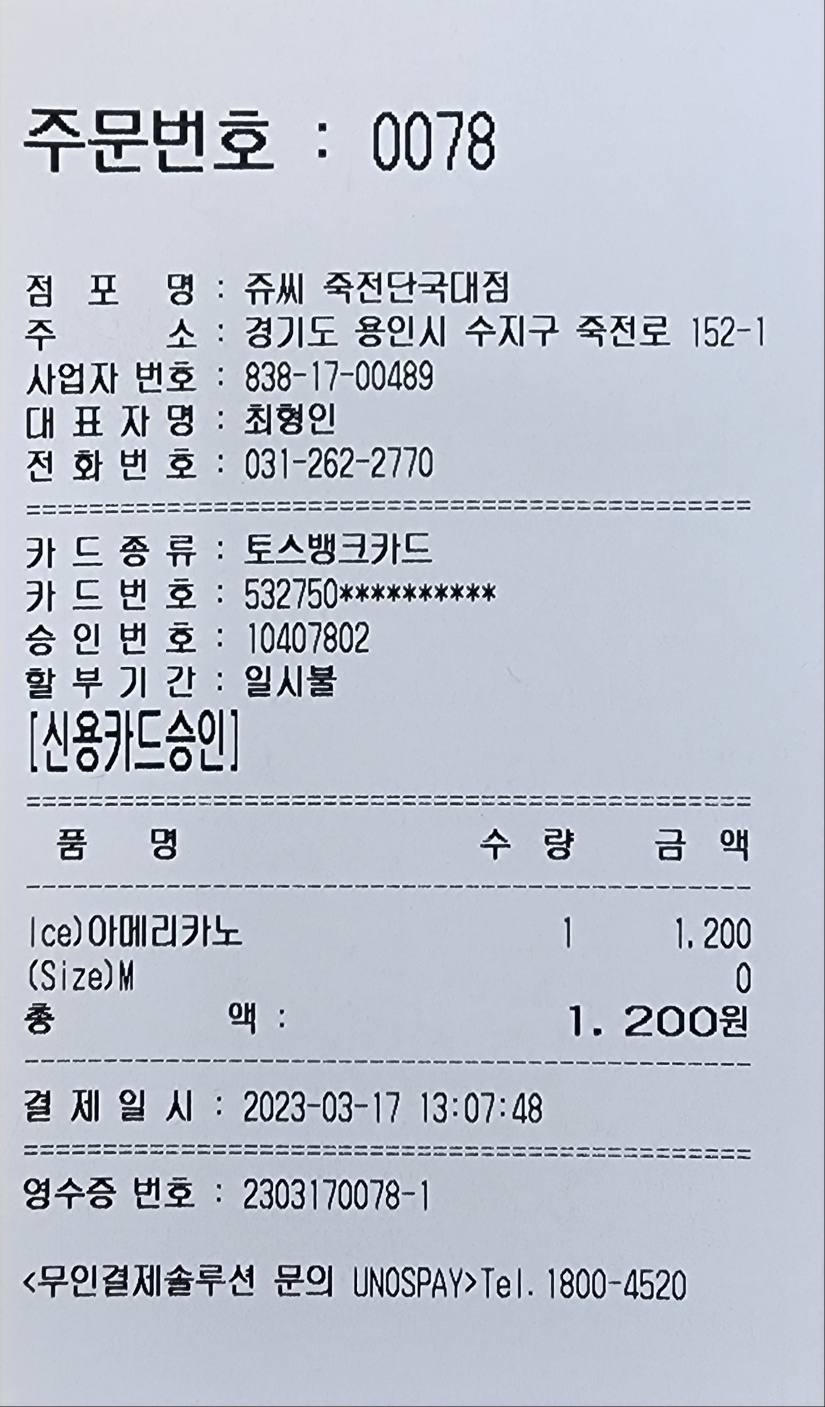 주문번호 : 0078
점 포 명 : 쥬씨 죽전단국대점
주 소 : 경기도 용인시 수지구 죽전로 152-1
사업자 번호 : 838-17-00489
대 표 자 명 : 최형인
전 화 번 호 : 031-262-2770
===============================================
카 드 종 류 : 토스뱅크카드
카 드 번 호 : 532750**********
승 인 번 호 : 10407802
할 부 기 간 : 일시불
[신용카드승인]
===============================================
품 명 수 량 금 액
-----------------------------------------------
Ice)아메리카노 1 1,200
(Size)M 0
총 액 : 1,200원
-----------------------------------------------
결 제 일 시 : 2023-03-17 13:07:48
===============================================
영수증 번호 : 2303170078-1
<무인결제솔루션 문의 UNOSPAY>Tel. 1800-4520